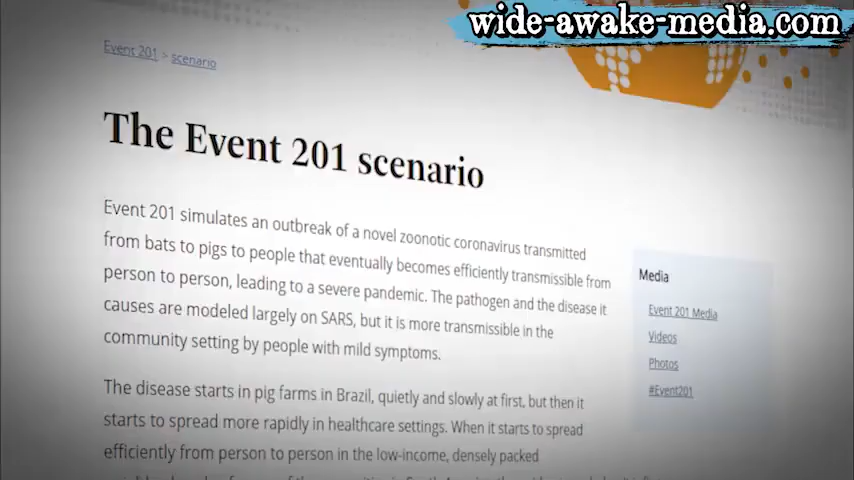 wide-awake-media.com
Event 201 > scenario
The Event 201 scenario
Event 201 simulates an outbreak of a novel zoonotic coronavirus transmitted
from bats to pigs to people that eventually becomes efficiently transmissible from
person to person, leading to a severe pandemic. The pathogen and the disease it
causes are modeled largely on SARS, but it is more transmissible in the
community setting by people with mild symptoms.
The disease starts in pig farms in Brazil, quietly and slowly at first, but then it
starts to spread more rapidly in healthcare settings. When it starts to spread
efficiently from person to person in the low-income, densely packed
Media
Event 201 Media
Videos
Photos
#Event201